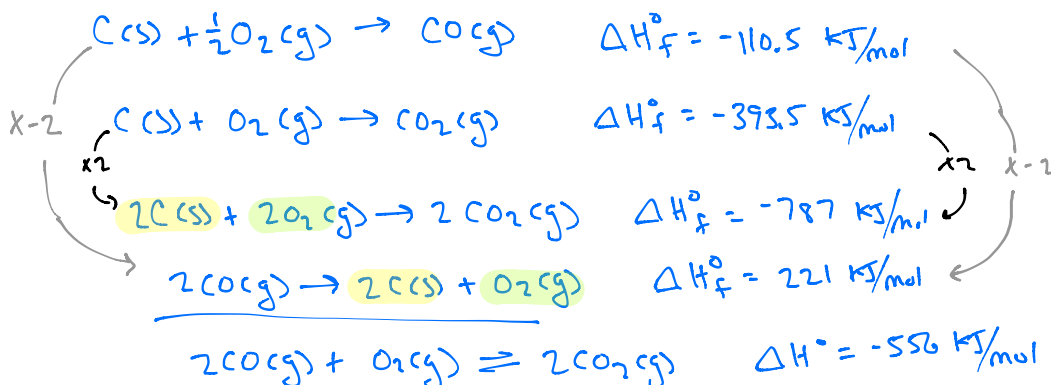 C(s) + ½O₂(g) → CO(g) ΔH°f = -110.5 KJ/mol
x-2 C(s) + O₂(g) → CO₂(g) ΔH°f = -393.5 KJ/mol
x2 x2 x-2
2C(s) + 2O₂(g) → 2CO₂(g) ΔH°f = -787 KJ/mol
2CO(g) → 2C(s) + O₂(g) ΔH°f = 221 KJ/mol
2CO(g) + O₂(g) ⇌ 2CO₂(g) ΔH° = -556 KJ/mol